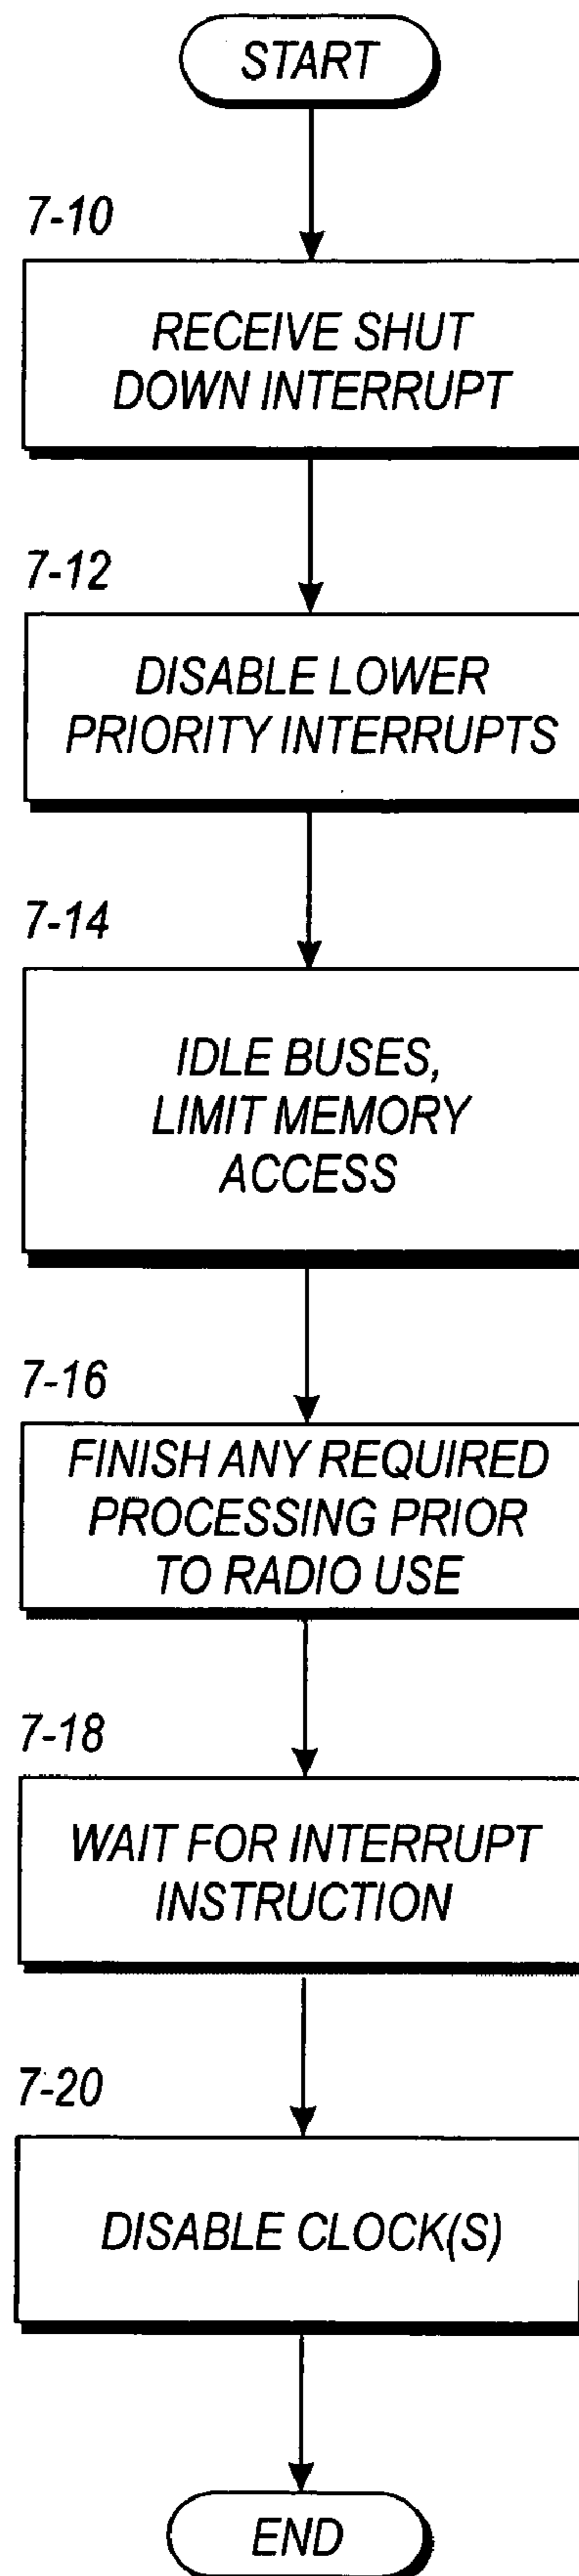 START
7-10
RECEIVE SHUT
DOWN INTERRUPT
7-12
DISABLE LOWER
PRIORITY INTERRUPTS
7-14
IDLE BUSES,
LIMIT MEMORY
ACCESS
7-16
FINISH ANY REQUIRED
PROCESSING PRIOR
TO RADIO USE
7-18
WAIT FOR INTERRUPT
INSTRUCTION
7-20
DISABLE CLOCK(S)
END